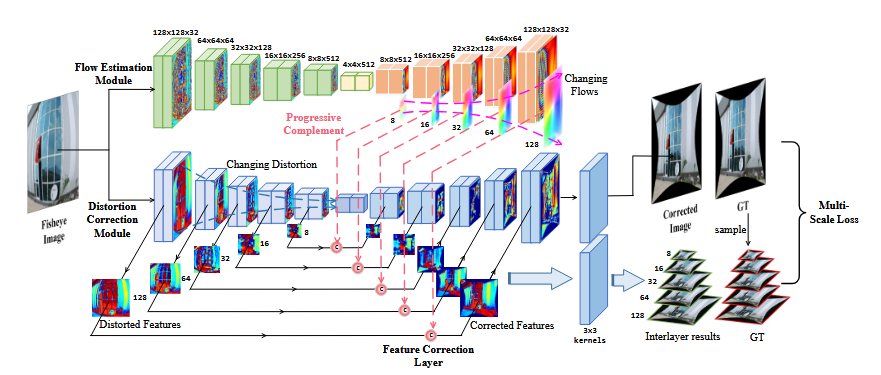 128x128x32
64x64x64
32x32x128
16x16x256
8x8x512
4x4x512
8x8x512
16x16x256
32x32x128
64x64x64
128x128x32
Flow Estimation
Module
Changing
Flows
Progressive
Complement
8
16
32
64
128
Changing Distortion
Distortion
Correction
Module
Fisheye
Image
8
16
32
64
128
Distorted Features
C
C
C
C
C
Feature Correction
Layer
Corrected Features
3x3
kernels
Corrected
Image
GT
sample
8
16
32
64
128
Interlayer results
GT
Multi-
Scale Loss